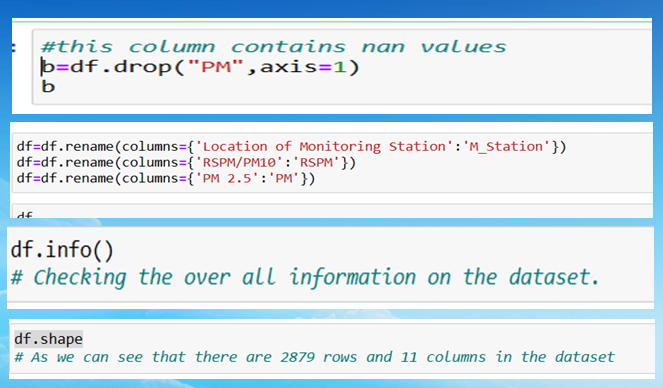 #this column contains nan values
b=df.drop("PM",axis=1)
b
df=df.rename(columns={'Location of Monitoring Station':'M_Station'})
df=df.rename(columns={'RSPM/PM10':'RSPM'})
df=df.rename(columns={'PM 2.5':'PM'})
df
df.info()
# Checking the over all information on the dataset.
df.shape
# As we can see that there are 2879 rows and 11 columns in the dataset